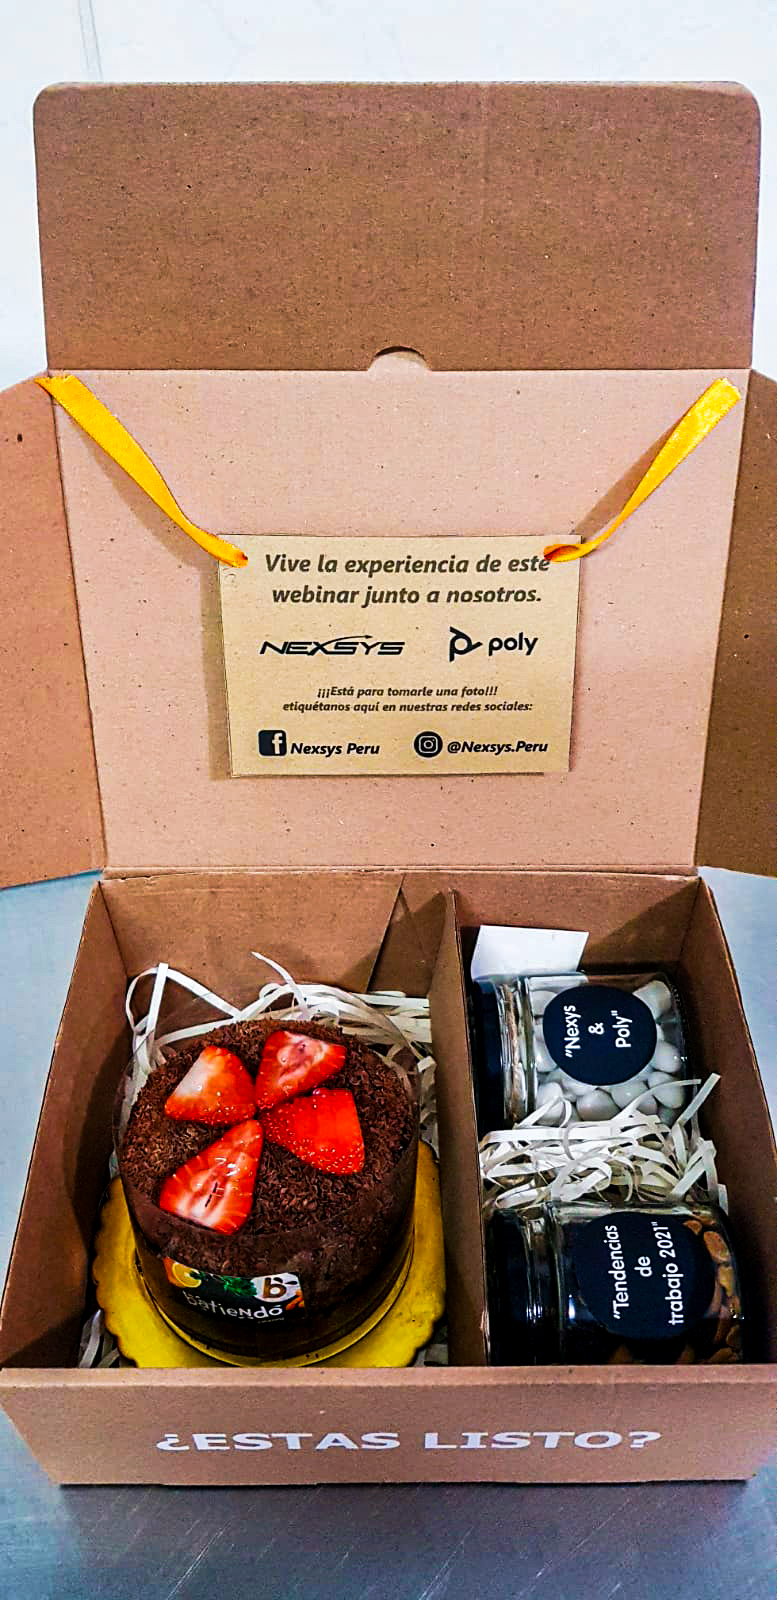 Vive la experiencia de este
webinar junto a nosotros.
NEXSYS poly
¡¡¡Está para tomarle una foto!!!
etiquétanos aquí en nuestras redes sociales:
Nexsys Peru @Nexsys.Peru
"Nexys
&
Poly"
b
batieNdo
"Tendencias
de
trabajo 2021"
¿ESTAS LISTO?